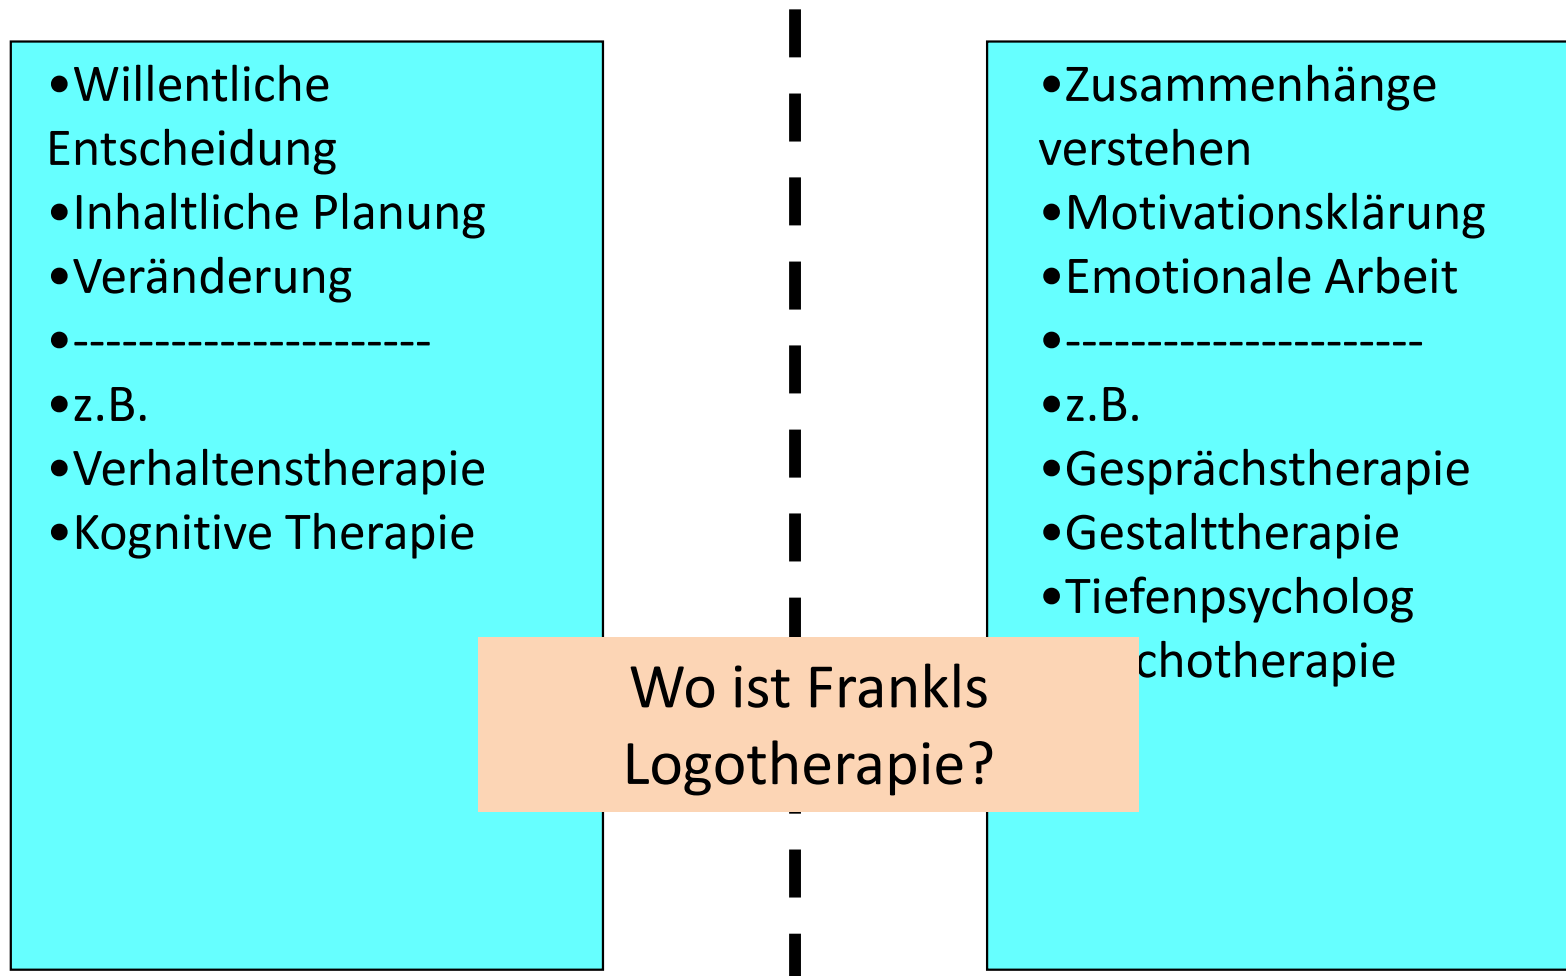 •Willentliche
Entscheidung
•Inhaltliche Planung
•Veränderung
•----------------------
•z.B.
•Verhaltenstherapie
•Kognitive Therapie
•Zusammenhänge
verstehen
•Motivationsklärung
•Emotionale Arbeit
•----------------------
•z.B.
•Gesprächstherapie
•Gestalttherapie
•Tiefenpsycholog
chotherapie
Wo ist Frankls
Logotherapie?